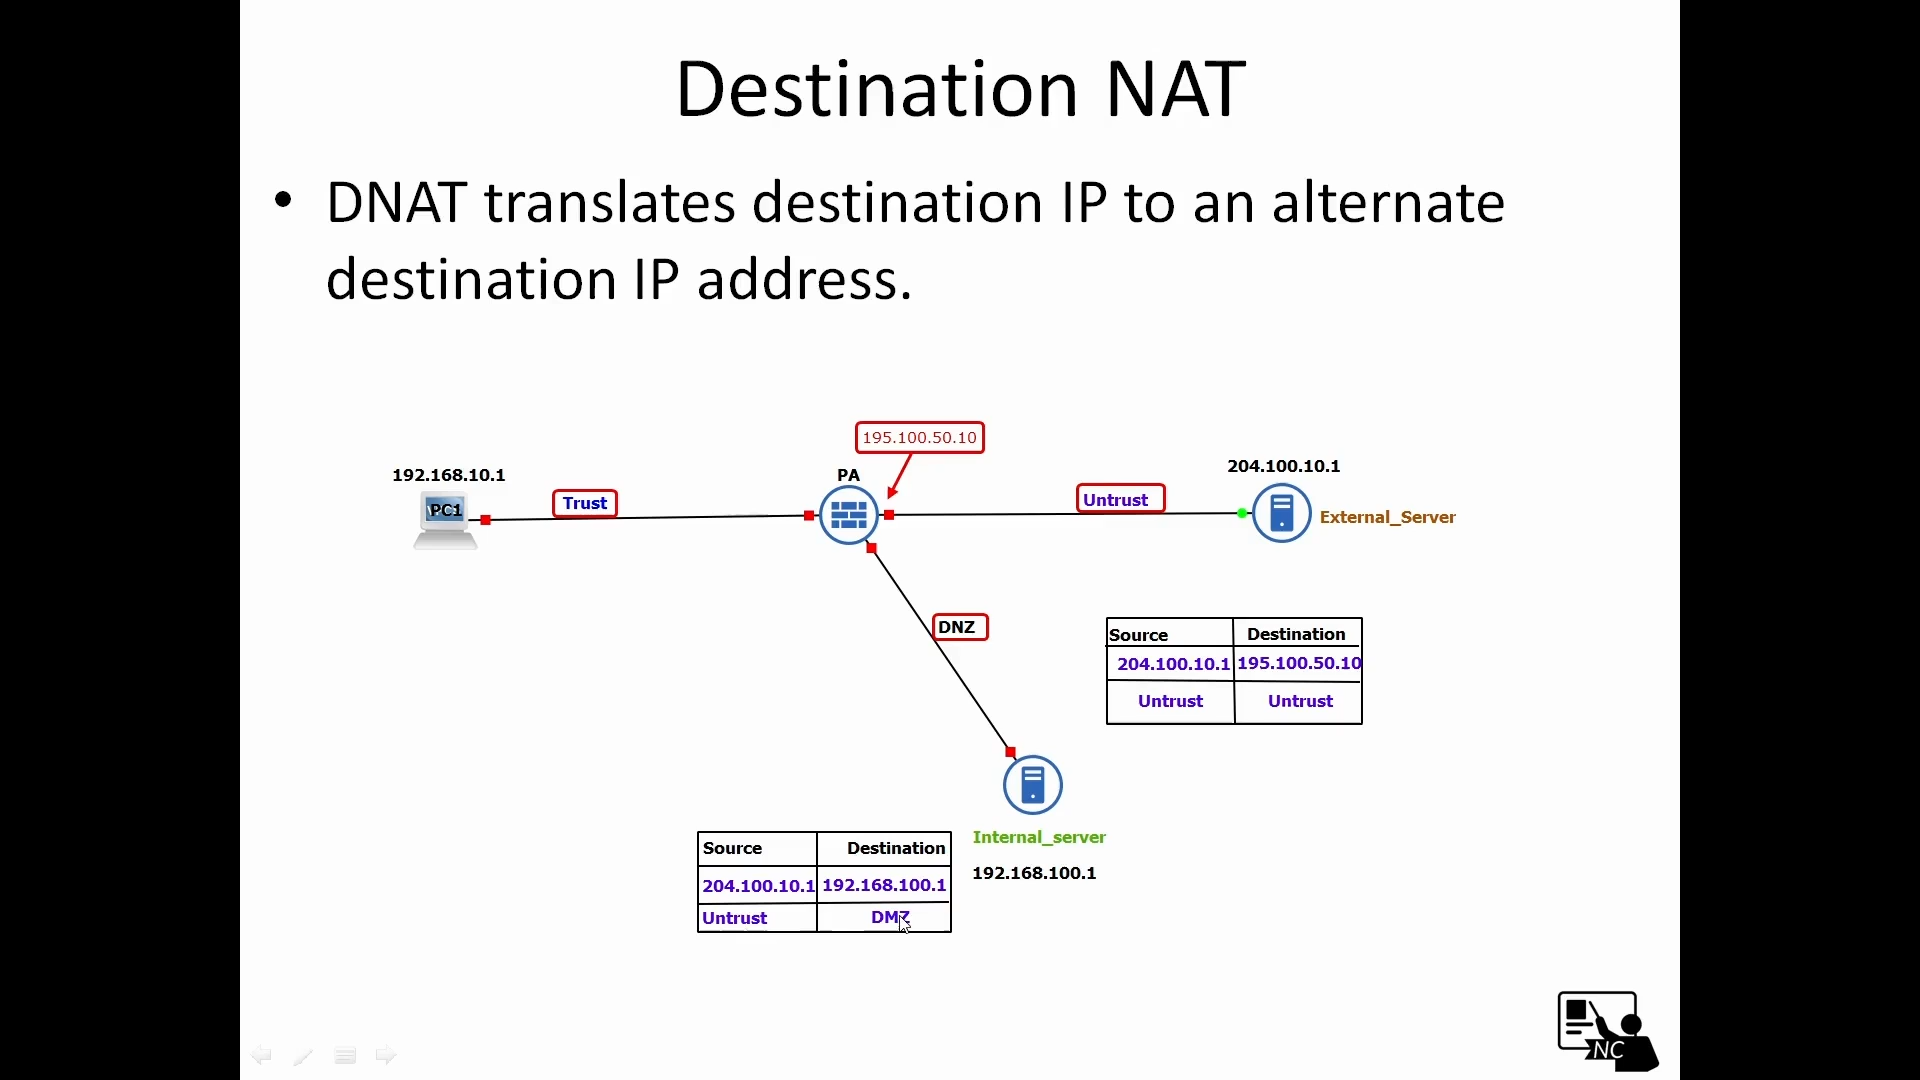 Destination NAT
• DNAT translates destination IP to an alternate
destination IP address.
195.100.50.10
192.168.10.1
PA
204.100.10.1
PC1
Trust
Untrust
External_Server
DNZ
Source Destination
204.100.10.1 195.100.50.10
Untrust Untrust
Internal_server
192.168.100.1
Source Destination
204.100.10.1 192.168.100.1
Untrust DMZ
NC